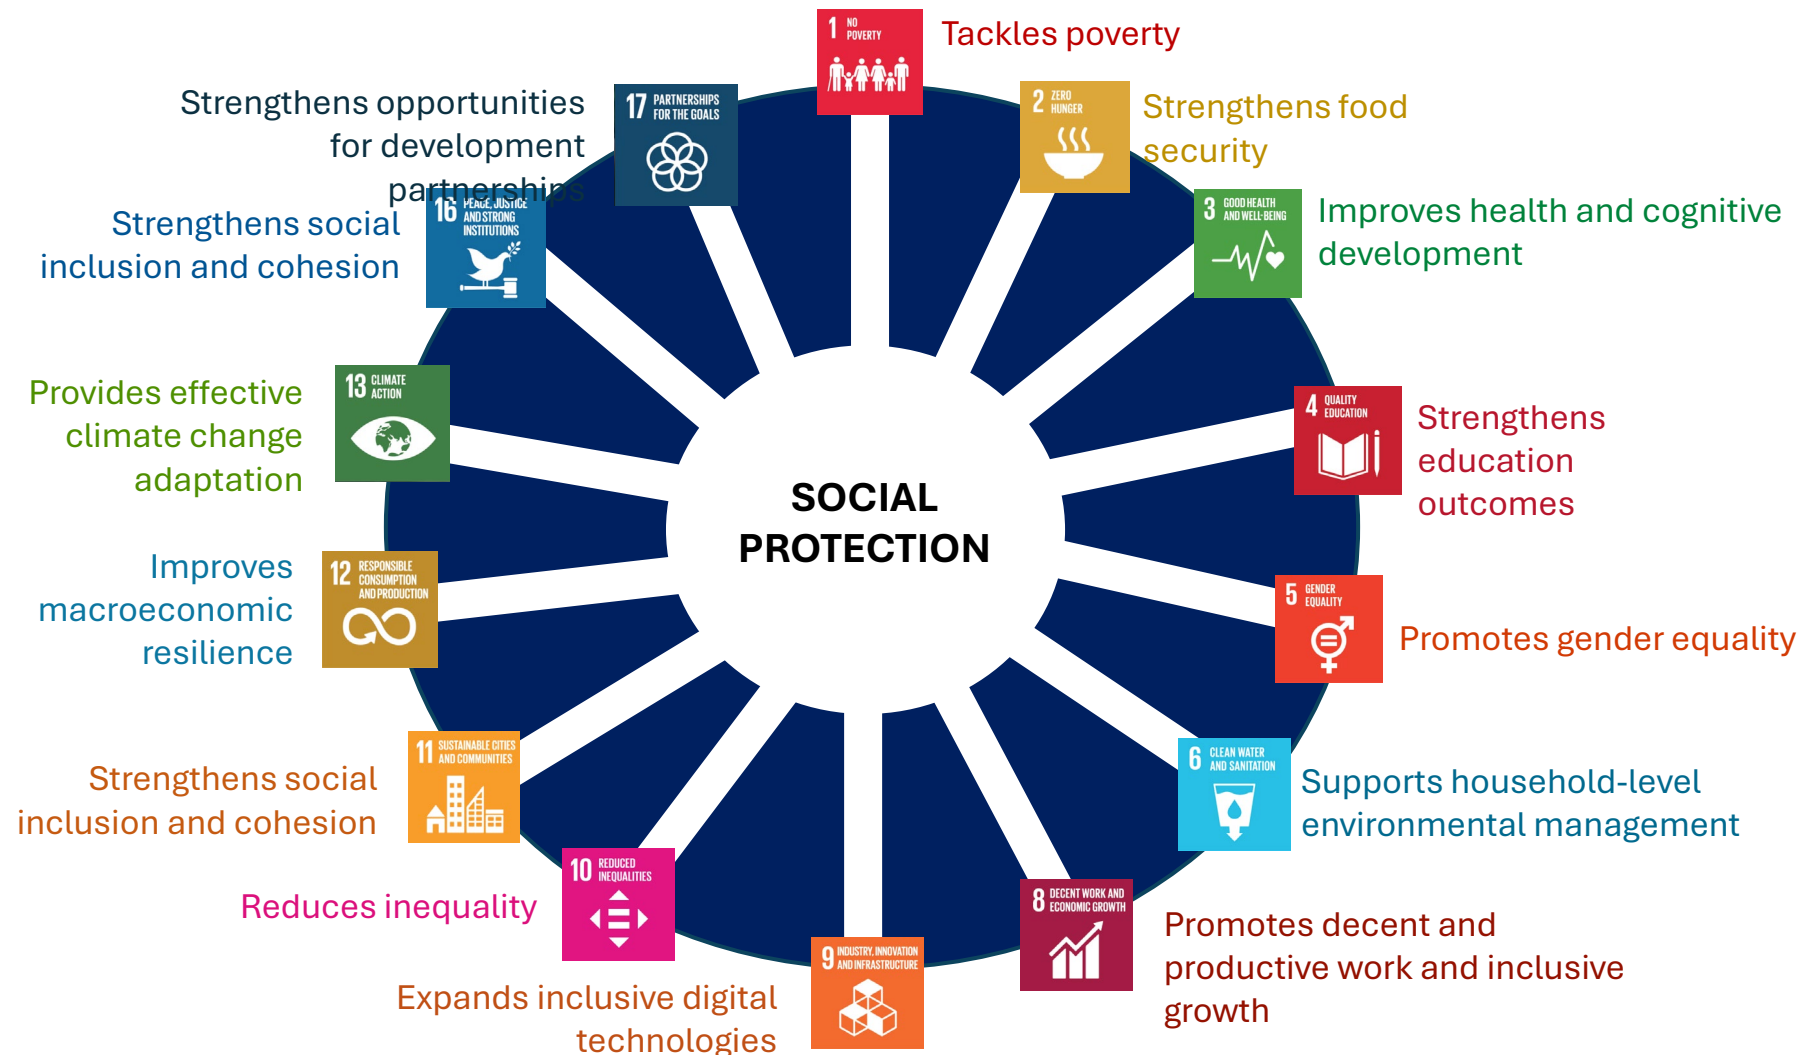 1 NO
POVERTY
Tackles poverty
2 ZERO
HUNGER
Strengthens food
security
3 GOOD HEALTH
AND WELL-BEING
Improves health and cognitive
development
4 QUALITY
EDUCATION
Strengthens
education
outcomes
5 GENDER
EQUALITY
Promotes gender equality
6 CLEAN WATER
AND SANITATION
Supports household-level
environmental management
8 DECENT WORK AND
ECONOMIC GROWTH
Promotes decent and
productive work and inclusive
growth
9 INDUSTRY, INNOVATION
AND INFRASTRUCTURE
Expands inclusive digital
technologies
10 REDUCED
INEQUALITIES
Reduces inequality
11 SUSTAINABLE CITIES
AND COMMUNITIES
Strengthens social
inclusion and cohesion
12 RESPONSIBLE
CONSUMPTION
AND PRODUCTION
Improves
macroeconomic
resilience
13 CLIMATE
ACTION
Provides effective
climate change
adaptation
16 PEACE, JUSTICE
AND STRONG
INSTITUTIONS
Strengthens social
inclusion and cohesion
17 PARTNERSHIPS
FOR THE GOALS
Strengthens opportunities
for development
partnerships
SOCIAL
PROTECTION